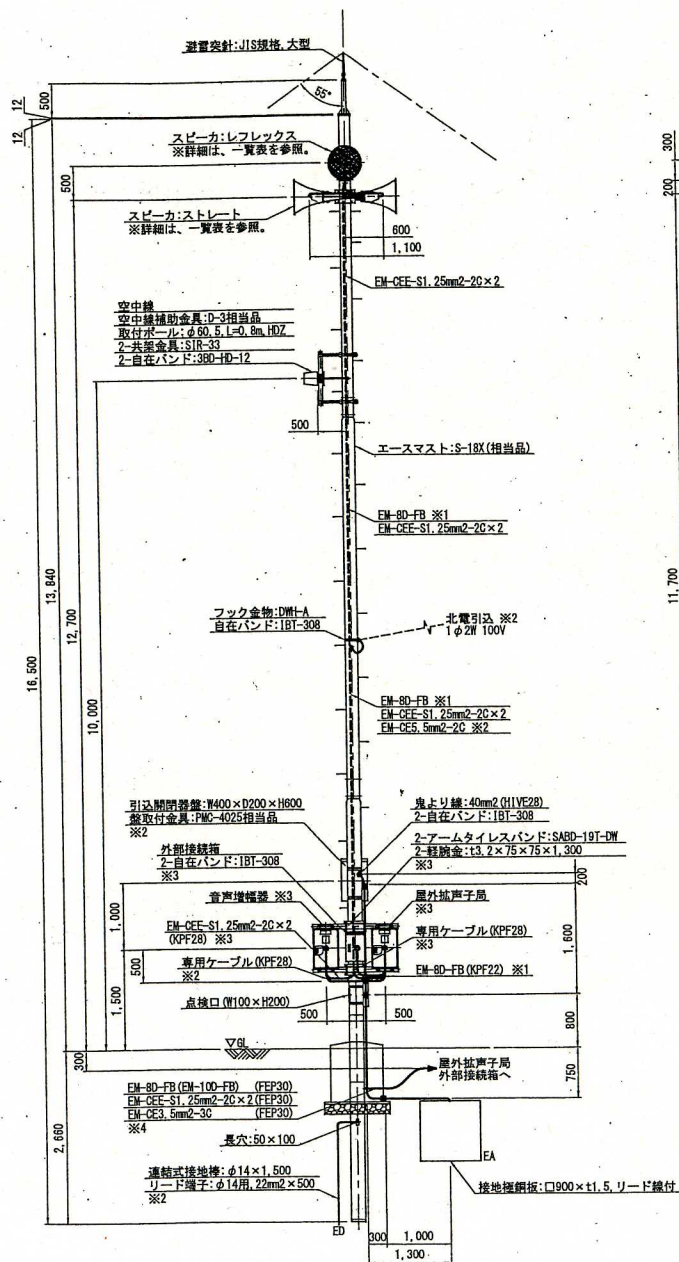 避雷突針:JIS規格,大型
55°
500
12
12
スピーカ:レフレックス
※詳細は、一覧表を参照。
500
300
200
スピーカ:ストレート
※詳細は、一覧表を参照。
600
1,100
EM-CEE-S1.25mm2-2C×2
空中線
空中線補助金具:D-3相当品
取付ポール:φ60.5,L=0.8m,HDZ
2-共架金具:SIR-33
2-自在バンド:3BD-HD-12
500
エースマスト:S-18X(相当品)
EM-8D-FB ※1
EM-CEE-S1.25mm2-2C×2
13,840
12,700
16,500
10,000
11,700
フック金物:DWH-A
自在バンド:IBT-308
北電引込 ※2
1φ2W 100V
EM-8D-FB ※1
EM-CEE-S1.25mm2-2C×2
EM-CE5.5mm2-2C ※2
引込開閉器盤:W400×D200×H600
盤取付金具:PMC-4025相当品
※2
鬼より線:40mm2(HIVE28)
2-自在バンド:IBT-308
2-アームタイレスバンド:SABD-19T-DW
2-軽腕金:t3.2×75×75×1,300
※3
外部接続箱
2-自在バンド:IBT-308
※3
200
音声増幅器 ※3
屋外拡声子局
※3
1,000
EM-CEE-S1.25mm2-2C×2
(KPF28) ※3
専用ケーブル(KPF28)
※3
1,600
500
専用ケーブル(KPF28)
※2
EM-8D-FB(KPF22) ※1
1,500
点検口(W100×H200)
500
500
800
▽GL
300
750
屋外拡声子局
外部接続箱へ
EM-8D-FB(EM-10D-FB) (FEP30)
EM-CEE-S1.25mm2-2C×2(FEP30)
EM-CE3.5mm2-3C (FEP30)
※4
2,660
長穴:50×100
EA
連結式接地棒:φ14×1,500
リード端子:φ14用,22mm2×500
※2
接地極銅板:□900×t1.5,リード線付
ED
300
1,000
1,300